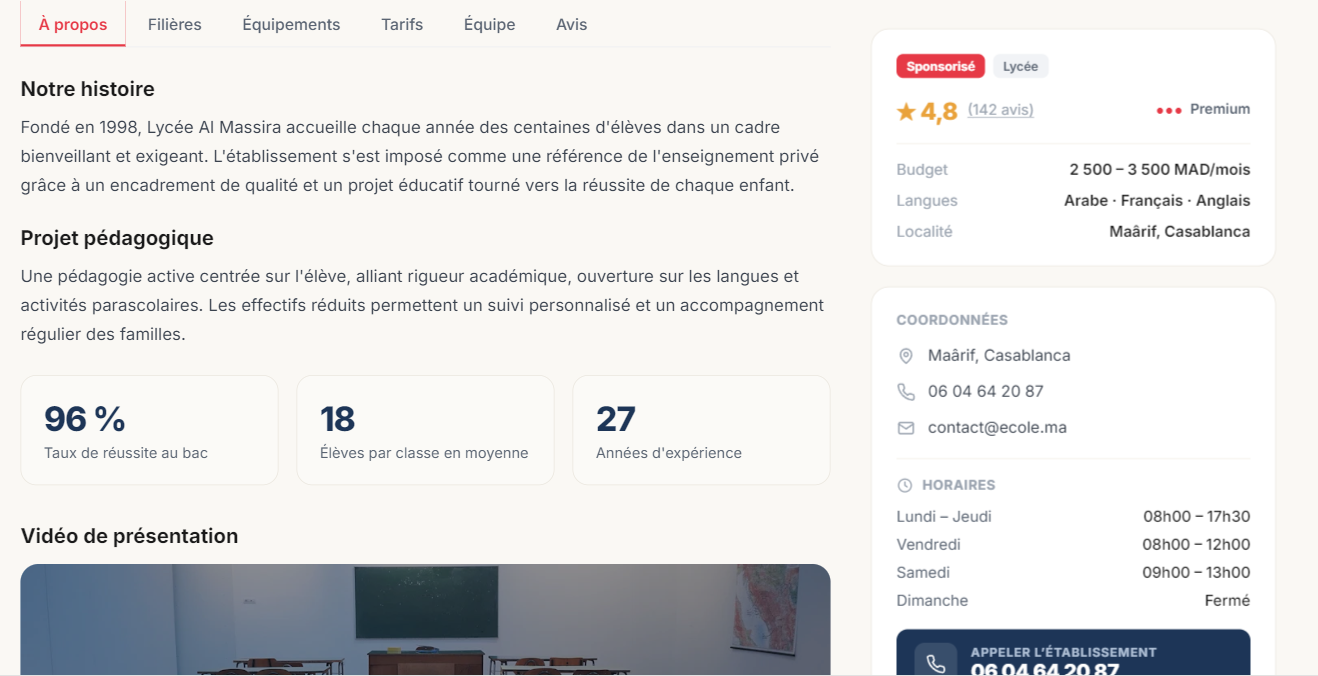 À propos
Filières
Équipements
Tarifs
Équipe
Avis
Notre histoire
Fondé en 1998, Lycée Al Massira accueille chaque année des centaines d'élèves dans un cadre
bienveillant et exigeant. L'établissement s'est imposé comme une référence de l'enseignement privé
grâce à un encadrement de qualité et un projet éducatif tourné vers la réussite de chaque enfant.
Projet pédagogique
Une pédagogie active centrée sur l'élève, alliant rigueur académique, ouverture sur les langues et
activités parascolaires. Les effectifs réduits permettent un suivi personnalisé et un accompagnement
régulier des familles.
96 %
Taux de réussite au bac
18
Élèves par classe en moyenne
27
Années d'expérience
Vidéo de présentation
Sponsorisé
Lycée
4,8 (142 avis)
Premium
Budget 2 500 – 3 500 MAD/mois
Langues Arabe · Français · Anglais
Localité Maârif, Casablanca
COORDONNÉES
Maârif, Casablanca
06 04 64 20 87
contact@ecole.ma
HORAIRES
Lundi – Jeudi 08h00 – 17h30
Vendredi 08h00 – 12h00
Samedi 09h00 – 13h00
Dimanche Fermé
APPELER L'ÉTABLISSEMENT
06 04 64 20 87